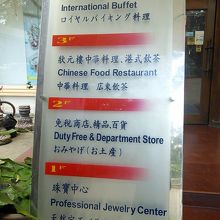 International Buffet
ロイヤルバイキング料理
3F
狀元樓中華料理、港式飲茶
Chinese Food Restaurant
中華料理 広東飲茶
2F
免稅商店、精品、百貨
Duty Free & Department Store
おみやげ(お土産)
1F
珠寶中心
Professional Jewelry Center